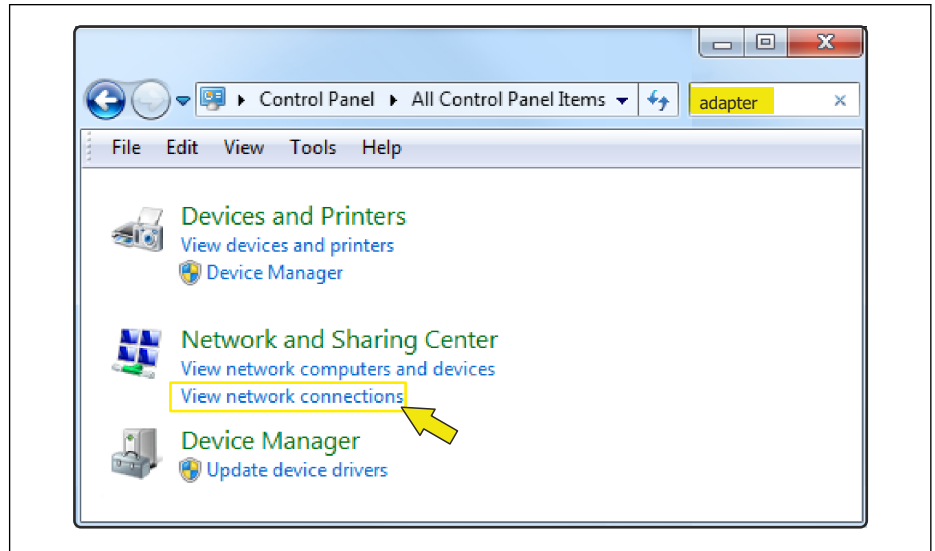 Control Panel All Control Panel Items adapter
File Edit View Tools Help
Devices and Printers
View devices and printers
Device Manager
Network and Sharing Center
View network computers and devices
View network connections
Device Manager
Update device drivers